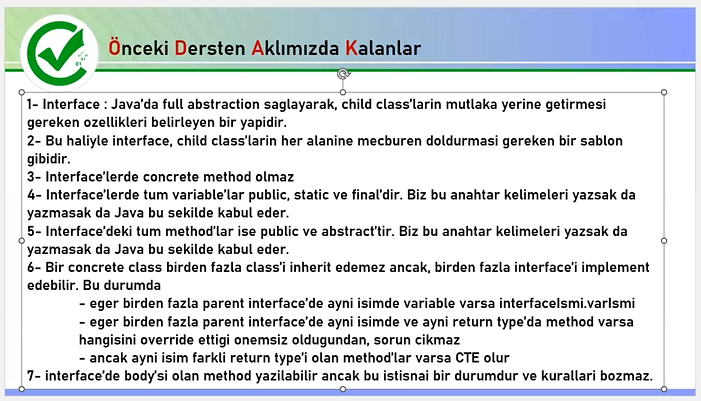 Önceki Dersten Aklımızda Kalanlar
1- Interface : Java'da full abstraction saglayarak, child class'larin mutlaka yerine getirmesi
gereken ozellikleri belirleyen bir yapidir.
2- Bu haliyle interface, child class'larin her alanine mecburen doldurmasi gereken bir sablon
gibidir.
3- Interface'lerde concrete method olmaz
4- Interface'lerde tum variable'lar public, static ve final'dir. Biz bu anahtar kelimeleri yazsak da
yazmasak da Java bu sekilde kabul eder.
5- Interface'deki tum method'lar ise public ve abstract'tir. Biz bu anahtar kelimeleri yazsak da
yazmasak da Java bu sekilde kabul eder.
6- Bir concrete class birden fazla class'i inherit edemez ancak, birden fazla interface'i implement
edebilir. Bu durumda
- eger birden fazla parent interface'de ayni isimde variable varsa interfaceIsmi.varIsmi
- eger birden fazla parent interface'de ayni isimde ve ayni return type'da method varsa
hangisini override ettigi onemsiz oldugundan, sorun cikmaz
- ancak ayni isim farkli return type'i olan method'lar varsa CTE olur
7- interface'de body'si olan method yazilabilir ancak bu istisnai bir durumdur ve kurallari bozmaz.